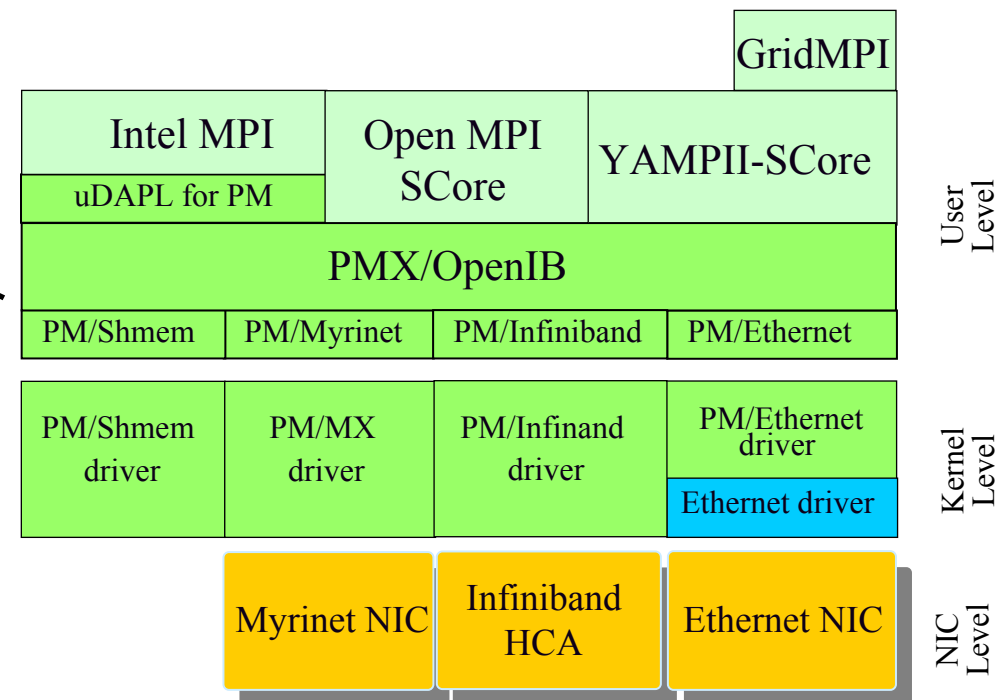 GridMPI
Intel MPI
Open MPI
SCore
YAMPII-SCore
uDAPL for PM
User
Level
PMX/OpenIB
PM/Shmem
PM/Myrinet
PM/Infiniband
PM/Ethernet
PM/Shmem
driver
PM/MX
driver
PM/Infinand
driver
PM/Ethernet
driver
Ethernet driver
Kernel
Level
Myrinet NIC
Infiniband
HCA
Ethernet NIC
NIC
Level